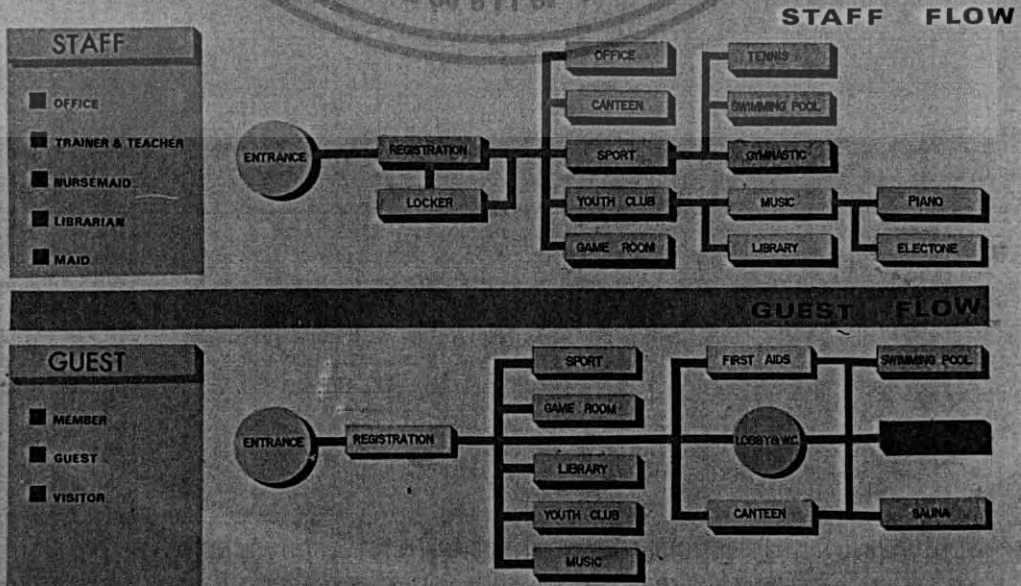 STAFF FLOW
STAFF
OFFICE
TRAINER & TEACHER
NURSEMAID
LIBRARIAN
MAID
ENTRANCE
REGISTRATION
LOCKER
OFFICE
CANTEEN
SPORT
YOUTH CLUB
GAME ROOM
TENNIS
SWIMMING POOL
GYMNASTIC
MUSIC
LIBRARY
PIANO
ELECTONE
GUEST FLOW
GUEST
MEMBER
GUEST
VISITOR
ENTRANCE
REGISTRATION
SPORT
GAME ROOM
LIBRARY
YOUTH CLUB
MUSIC
FIRST AIDS
LOBBY & W.C.
CANTEEN
SWIMMING POOL
SAUNA